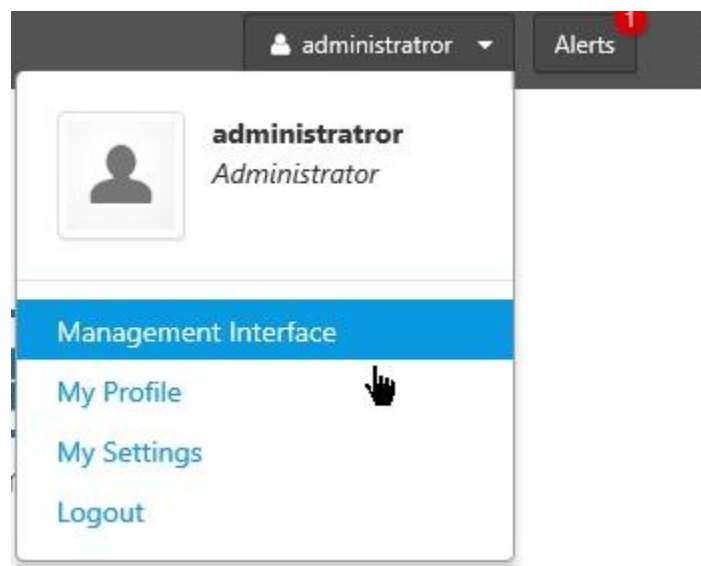 administratror
Alerts
1
administratror
Administrator
Management Interface
My Profile
My Settings
Logout